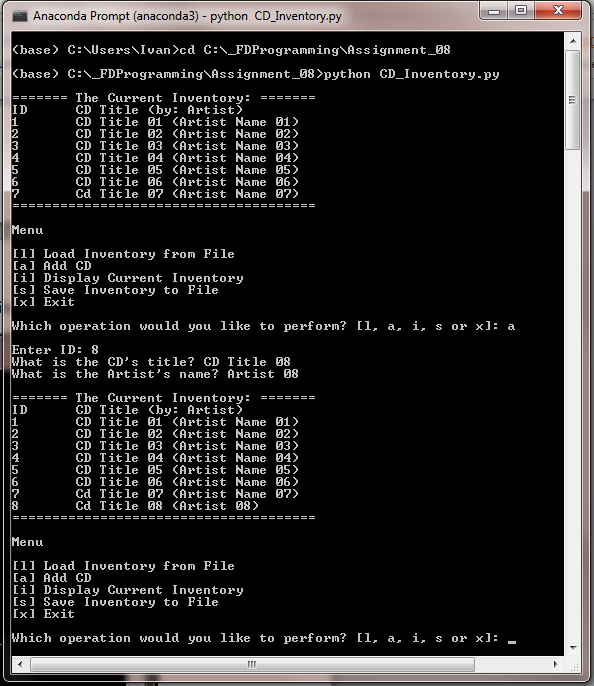 Anaconda Prompt (anaconda3) - python  CD_Inventory.py
(base) C:\Users\Ivan>cd C:\_FDProgramming\Assignment_08
(base) C:\_FDProgramming\Assignment_08>python CD_Inventory.py
======= The Current Inventory: =======
ID      CD Title (by: Artist)
1       CD Title 01 (Artist Name 01)
2       CD Title 02 (Artist Name 02)
3       CD Title 03 (Artist Name 03)
4       CD Title 04 (Artist Name 04)
5       CD Title 05 (Artist Name 05)
6       CD Title 06 (Artist Name 06)
7       Cd Title 07 (Artist Name 07)
======================================
Menu
[l] Load Inventory from File
[a] Add CD
[i] Display Current Inventory
[s] Save Inventory to File
[x] Exit
Which operation would you like to perform? [l, a, i, s or x]: a
Enter ID: 8
What is the CD's title? CD Title 08
What is the Artist's name? Artist 08
======= The Current Inventory: =======
ID      CD Title (by: Artist)
1       CD Title 01 (Artist Name 01)
2       CD Title 02 (Artist Name 02)
3       CD Title 03 (Artist Name 03)
4       CD Title 04 (Artist Name 04)
5       CD Title 05 (Artist Name 05)
6       CD Title 06 (Artist Name 06)
7       Cd Title 07 (Artist Name 07)
8       Cd Title 08 (Artist 08)
======================================
Menu
[l] Load Inventory from File
[a] Add CD
[i] Display Current Inventory
[s] Save Inventory to File
[x] Exit
Which operation would you like to perform? [l, a, i, s or x]: _